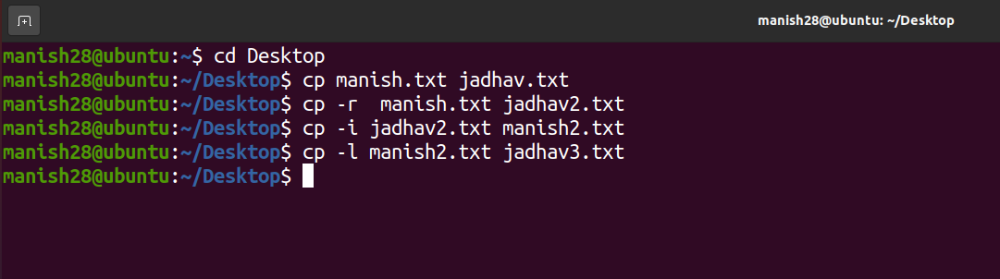 manish28@ubuntu: ~/Desktop
manish28@ubuntu:~$ cd Desktop
manish28@ubuntu:~/Desktop$ cp manish.txt jadhav.txt
manish28@ubuntu:~/Desktop$ cp -r  manish.txt jadhav2.txt
manish28@ubuntu:~/Desktop$ cp -i jadhav2.txt manish2.txt
manish28@ubuntu:~/Desktop$ cp -l manish2.txt jadhav3.txt
manish28@ubuntu:~/Desktop$